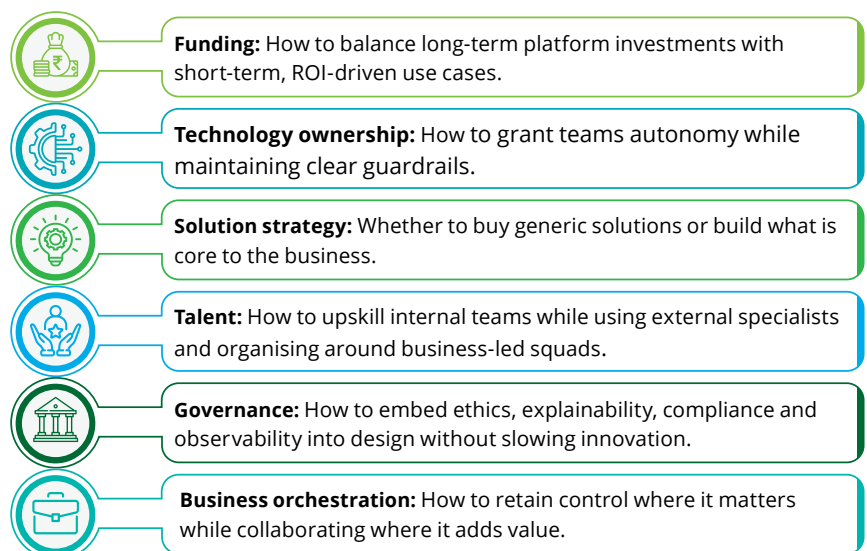 Funding: How to balance long-term platform investments with
short-term, ROI-driven use cases.
Technology ownership: How to grant teams autonomy while
maintaining clear guardrails.
Solution strategy: Whether to buy generic solutions or build what is
core to the business.
Talent: How to upskill internal teams while using external specialists
and organising around business-led squads.
Governance: How to embed ethics, explainability, compliance and
observability into design without slowing innovation.
Business orchestration: How to retain control where it matters
while collaborating where it adds value.